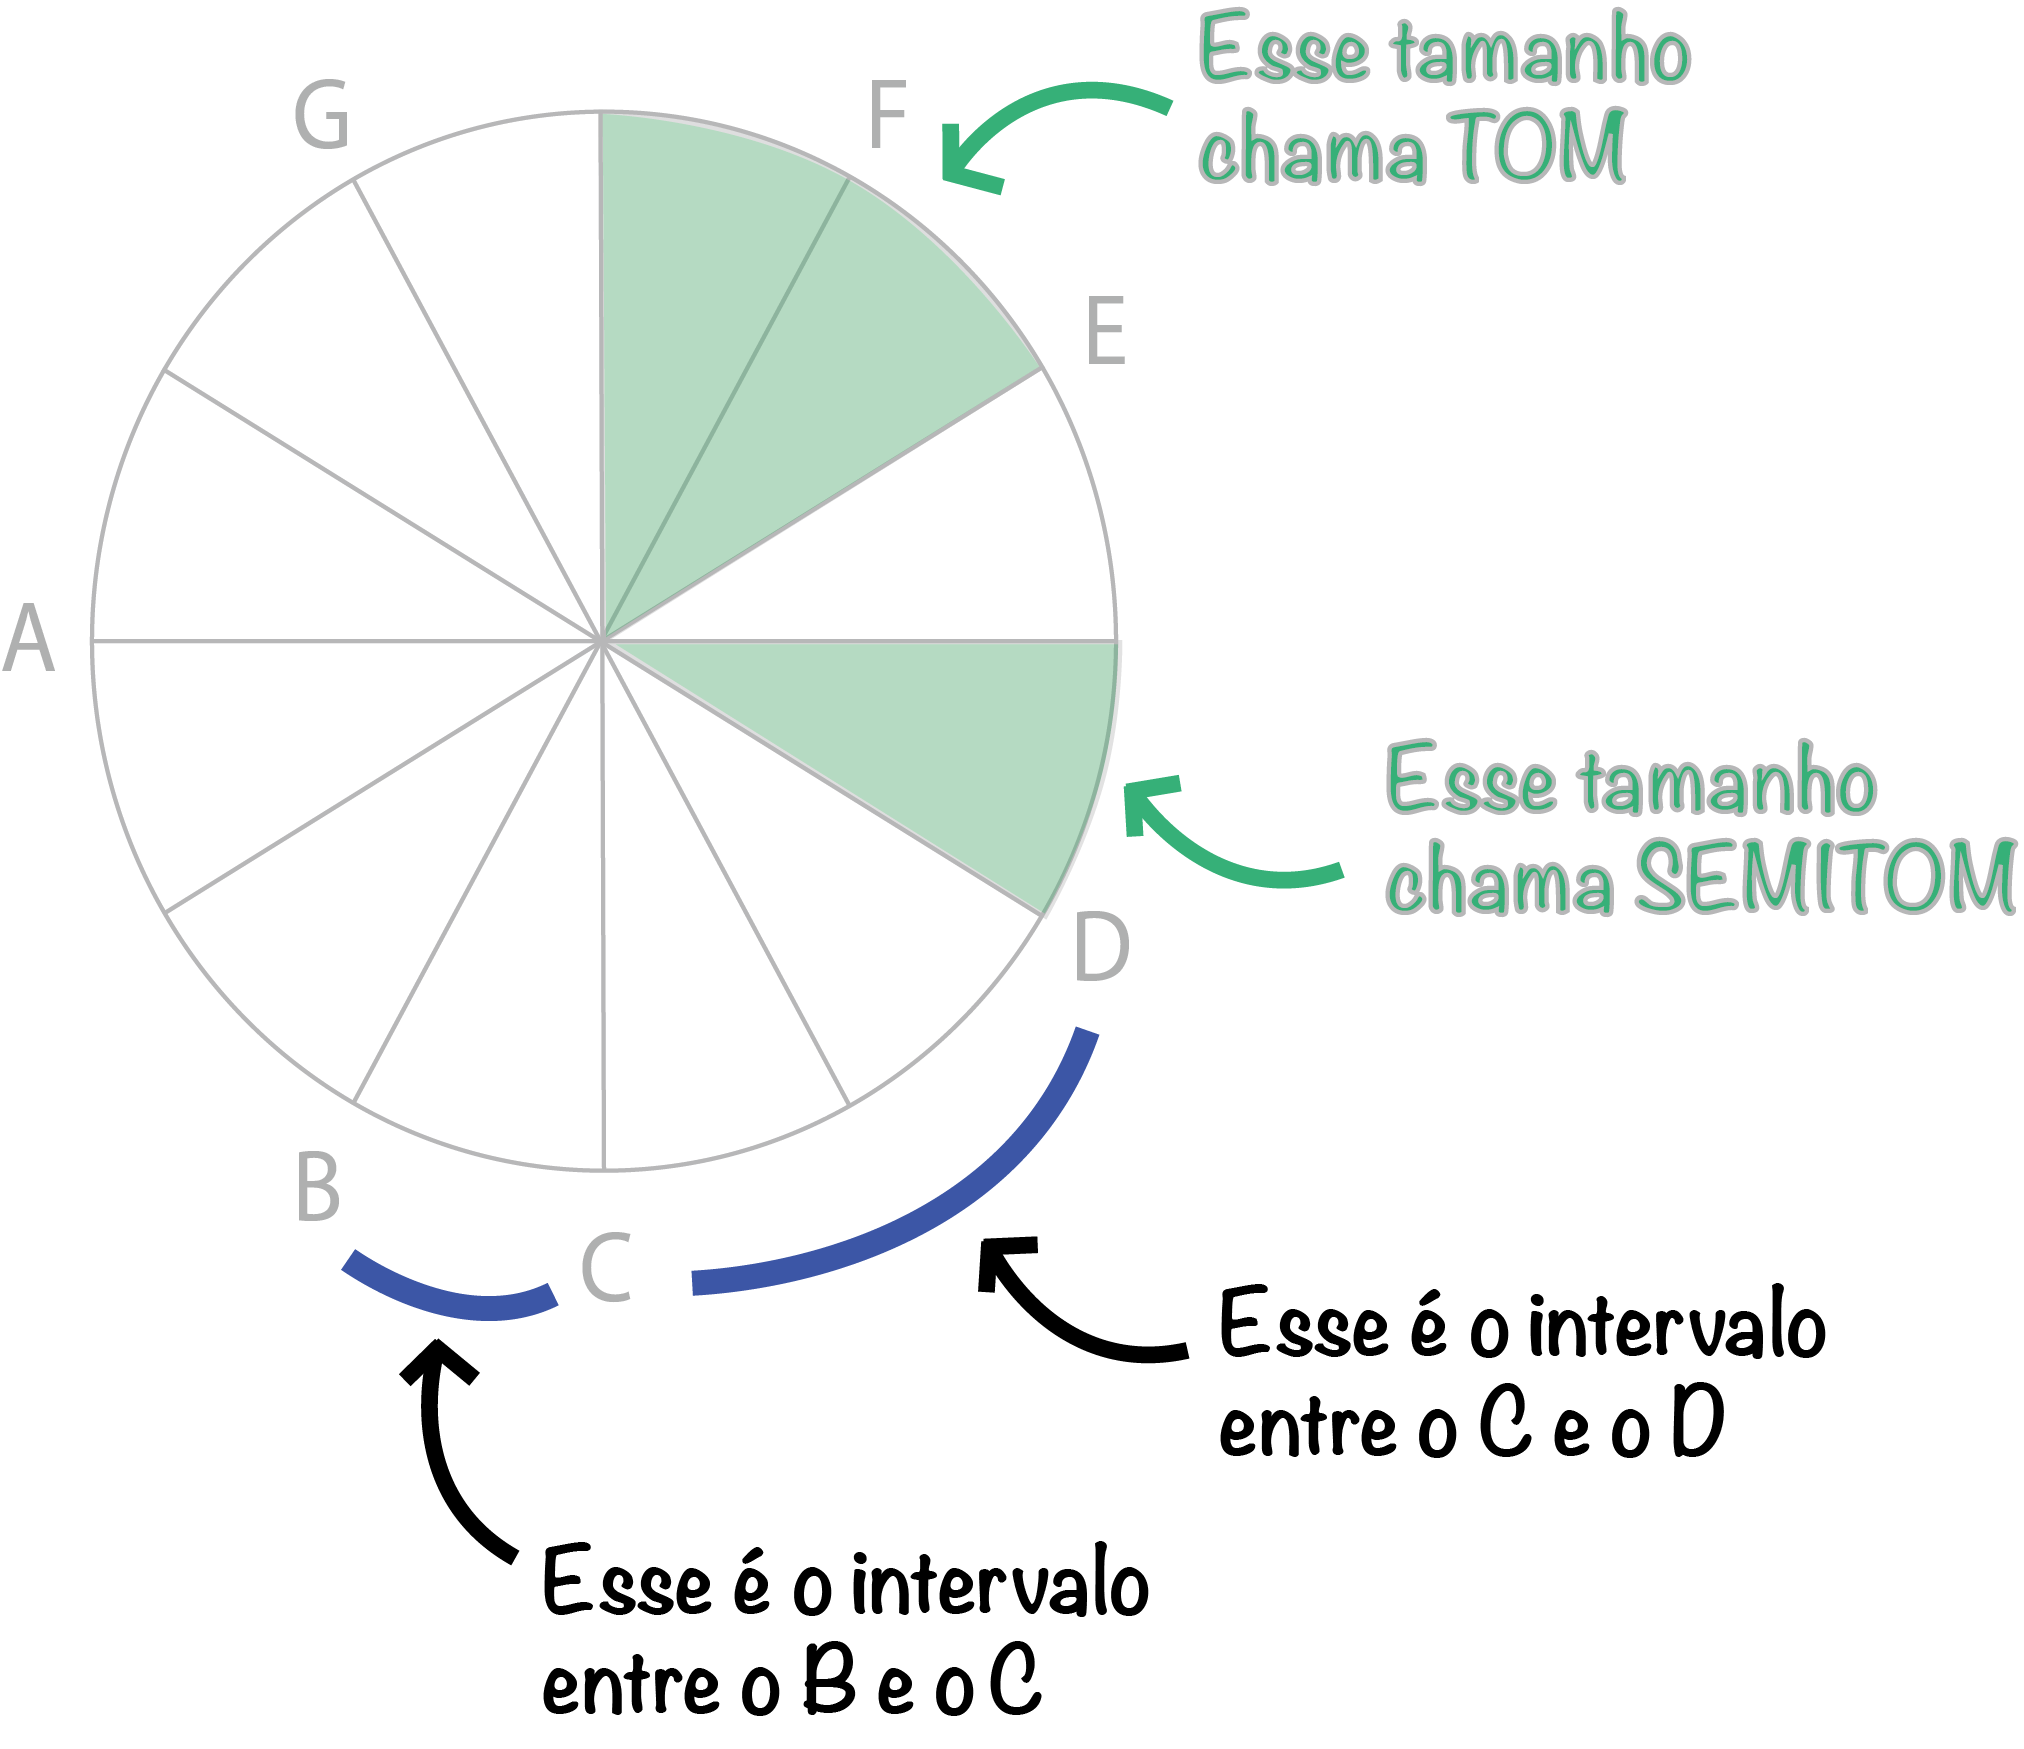 Esse tamanho
chama TOM
G
F
E
A
Esse tamanho
chama SEMITOM
D
B
C
Esse é o intervalo
entre o C e o D
Esse é o intervalo
entre o B e o C